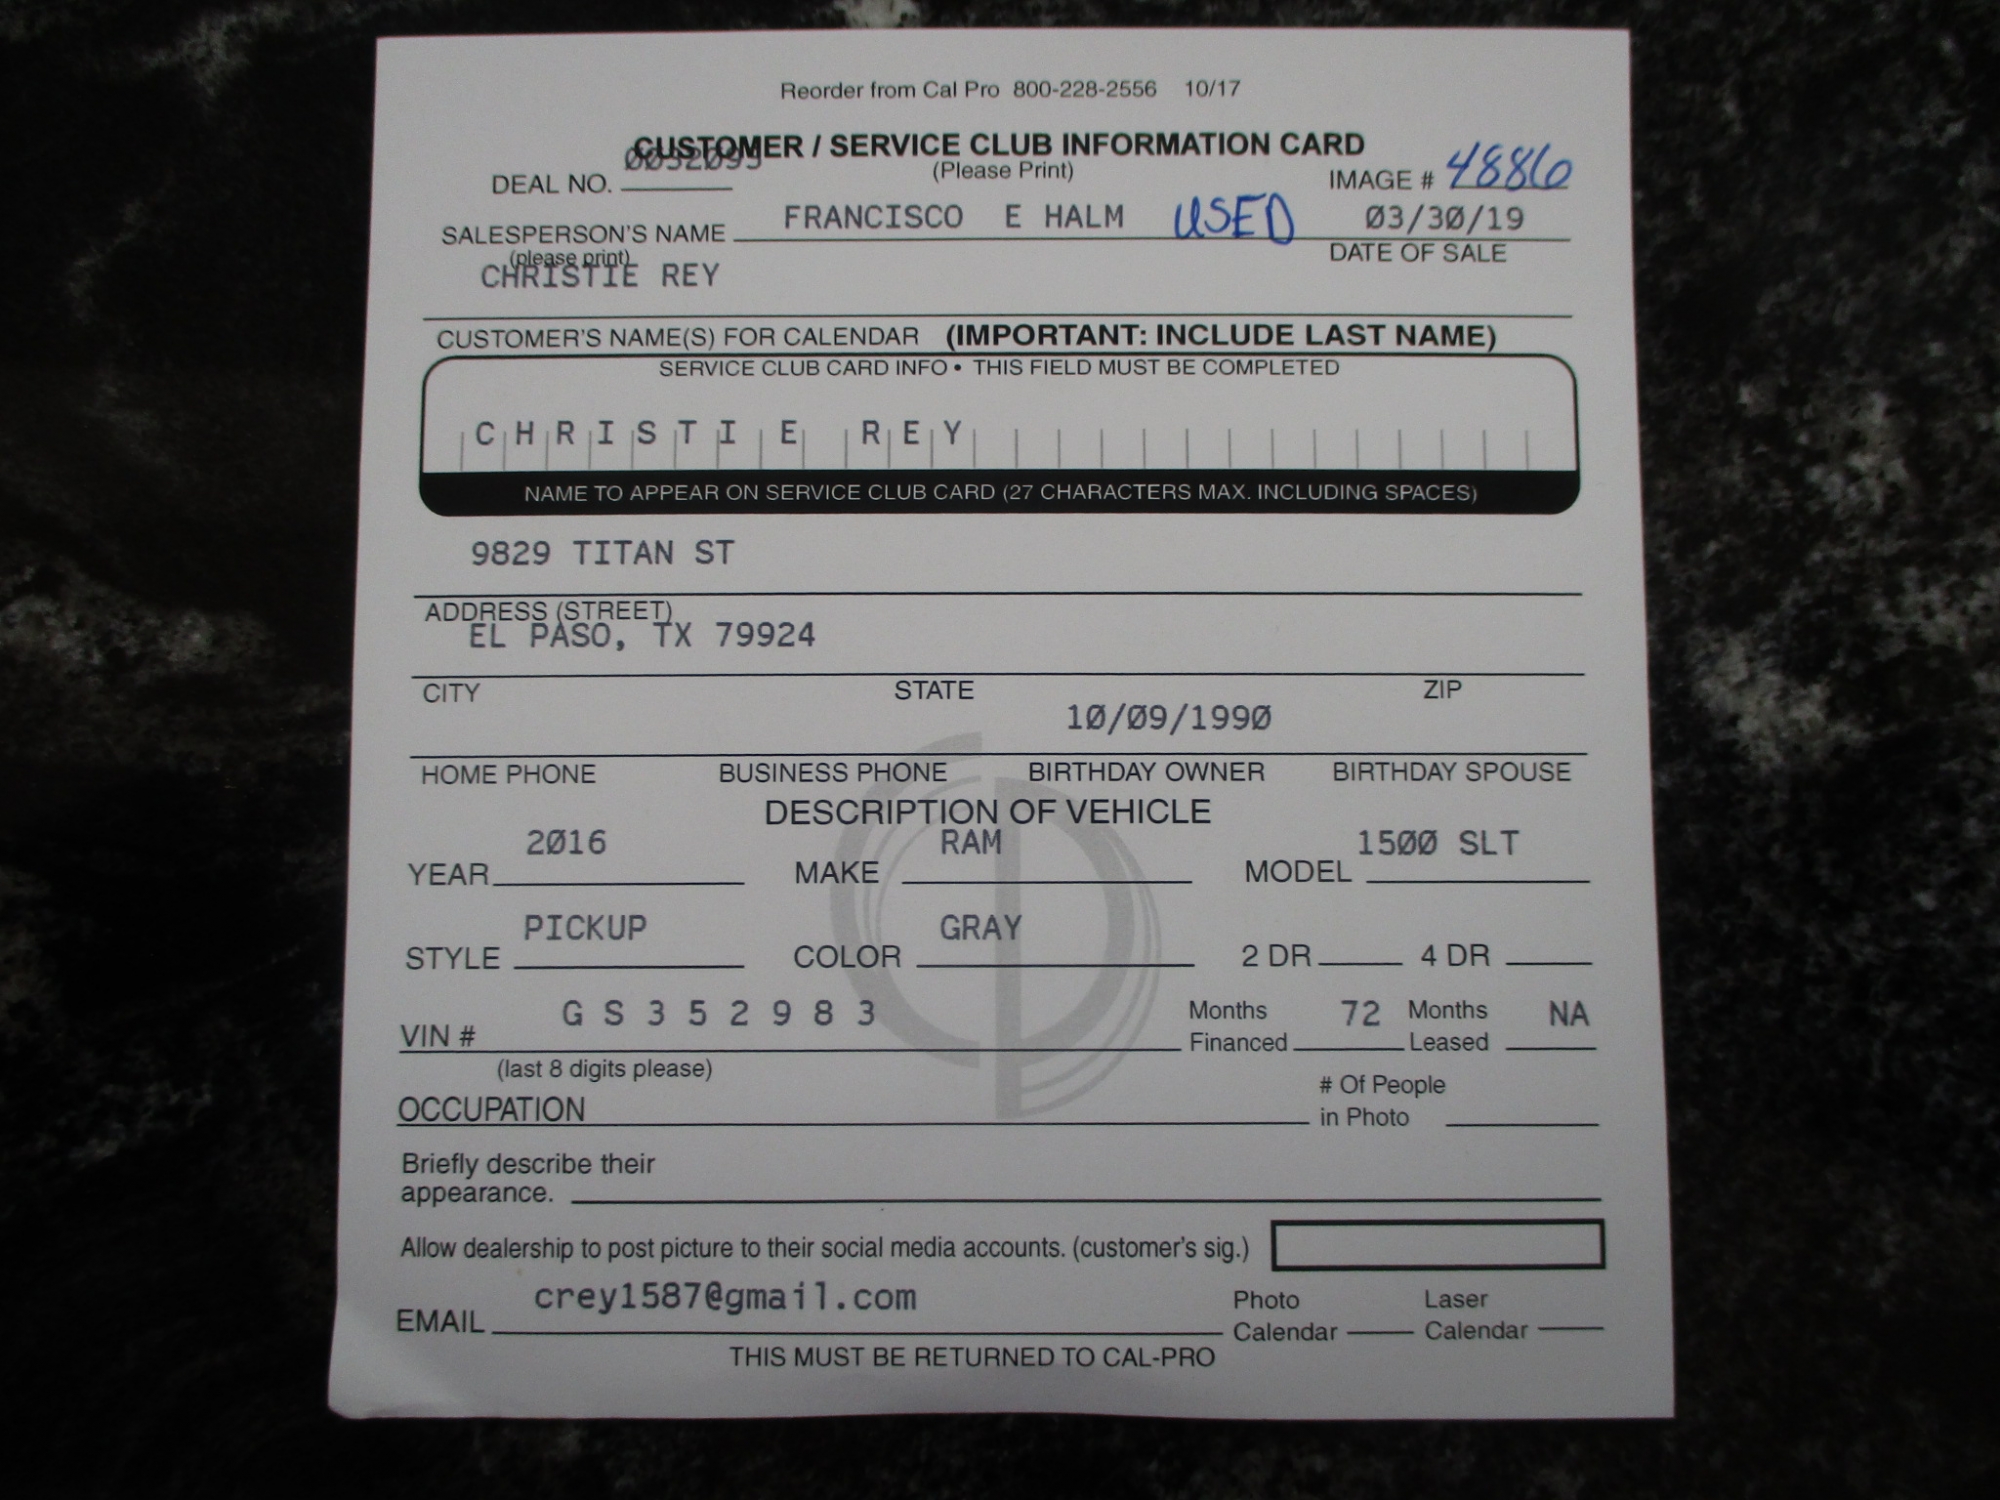 Reorder from Cal Pro 800-228-2556 10/17
CUSTOMER / SERVICE CLUB INFORMATION CARD
(Please Print)
DEAL NO. 0032093
IMAGE # 4886
SALESPERSON'S NAME FRANCISCO E HALM USED 03/30/19
(please print)
DATE OF SALE
CHRISTIE REY
CUSTOMER'S NAME(S) FOR CALENDAR (IMPORTANT: INCLUDE LAST NAME)
SERVICE CLUB CARD INFO • THIS FIELD MUST BE COMPLETED
CHRISTIE REY
NAME TO APPEAR ON SERVICE CLUB CARD (27 CHARACTERS MAX. INCLUDING SPACES)
9829 TITAN ST
ADDRESS (STREET)
EL PASO, TX 79924
CITY STATE ZIP
10/09/1990
HOME PHONE BUSINESS PHONE BIRTHDAY OWNER BIRTHDAY SPOUSE
DESCRIPTION OF VEHICLE
YEAR 2016 MAKE RAM MODEL 1500 SLT
STYLE PICKUP COLOR GRAY 2 DR 4 DR
VIN # GS352983 Months Financed 72 Months Leased NA
(last 8 digits please)
OCCUPATION # Of People in Photo
Briefly describe their
appearance.
Allow dealership to post picture to their social media accounts. (customer's sig.)
EMAIL crey1587@gmail.com Photo Calendar Laser Calendar
THIS MUST BE RETURNED TO CAL-PRO